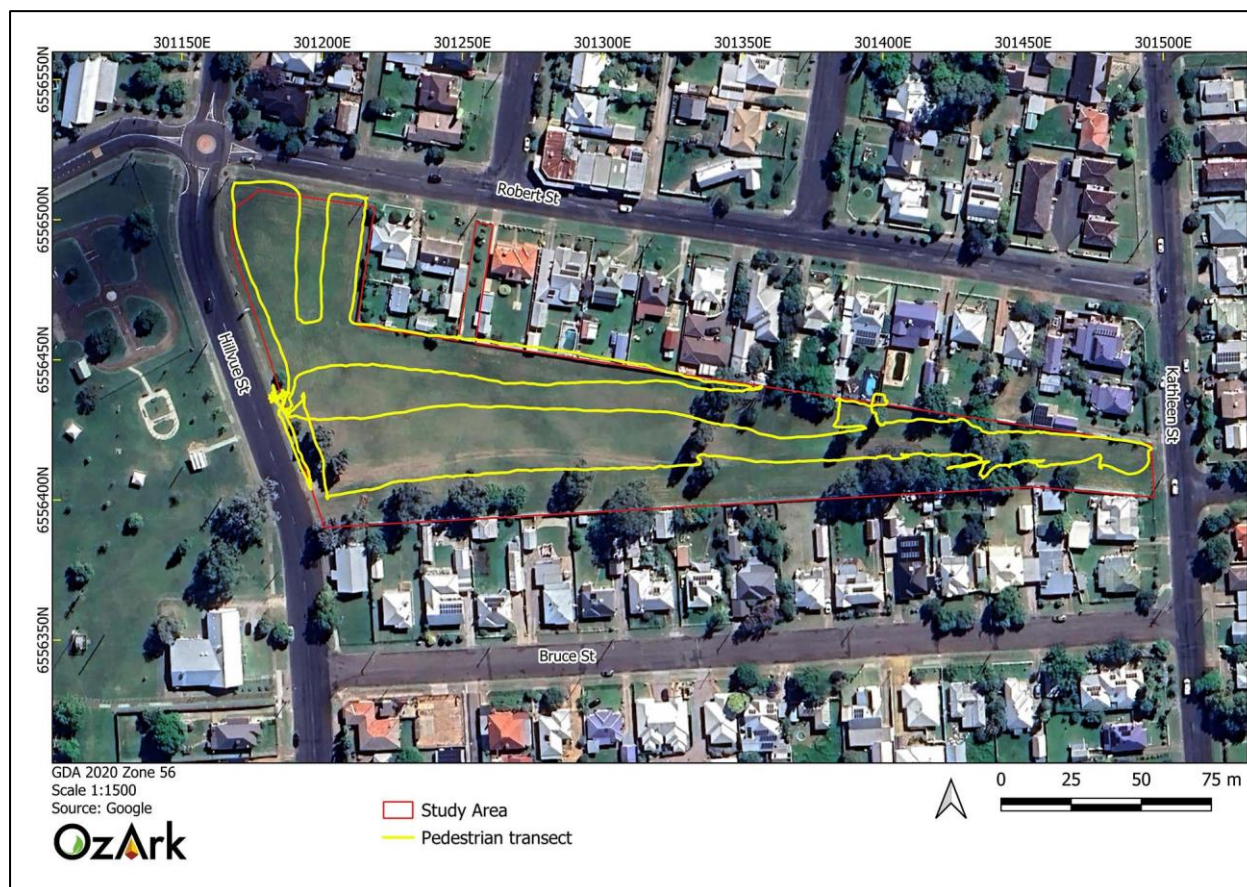 301150E 301200E 301250E 301300E 301350E 301400E 301450E 301500E
6556550N
6556500N
6556450N
6556400N
6556350N
Robert St
Hilvue St
Kathleen St
Bruce St
GDA 2020 Zone 56
Scale 1:1500
Source: Google
OzArk
Study Area
Pedestrian transect
0 25 50 75 m